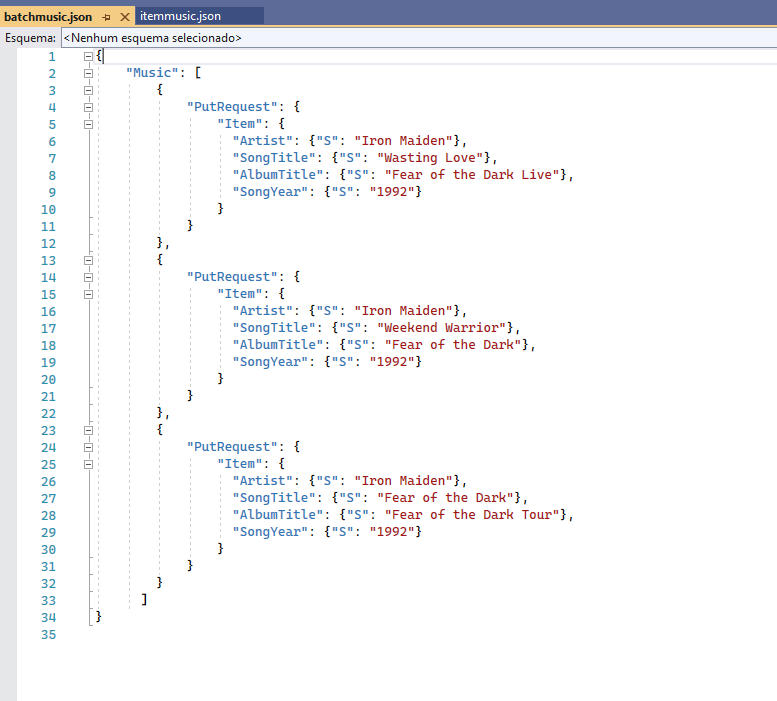 batchmusic.json itemmusic.json
Esquema: <Nenhum esquema selecionado>
1 {
2 "Music": [
3 {
4 "PutRequest": {
5 "Item": {
6 "Artist": {"S": "Iron Maiden"},
7 "SongTitle": {"S": "Wasting Love"},
8 "AlbumTitle": {"S": "Fear of the Dark Live"},
9 "SongYear": {"S": "1992"}
10 }
11 }
12 },
13 {
14 "PutRequest": {
15 "Item": {
16 "Artist": {"S": "Iron Maiden"},
17 "SongTitle": {"S": "Weekend Warrior"},
18 "AlbumTitle": {"S": "Fear of the Dark"},
19 "SongYear": {"S": "1992"}
20 }
21 }
22 },
23 {
24 "PutRequest": {
25 "Item": {
26 "Artist": {"S": "Iron Maiden"},
27 "SongTitle": {"S": "Fear of the Dark"},
28 "AlbumTitle": {"S": "Fear of the Dark Tour"},
29 "SongYear": {"S": "1992"}
30 }
31 }
32 }
33 ]
34 }
35